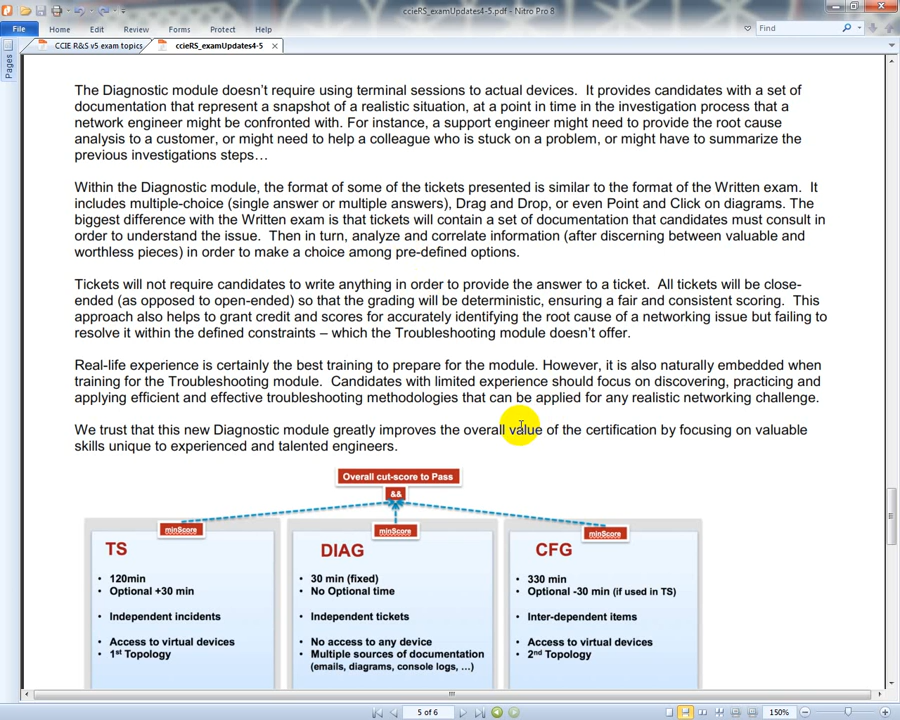 ccieRS_examUpdates4-5.pdf - Nitro Pro 8
File Home Edit Review Forms Protect Help Find
CCIE R&S v5 exam topics ccieRS_examUpdates4-5
Pages
The Diagnostic module doesn't require using terminal sessions to actual devices. It provides candidates with a set of
documentation that represent a snapshot of a realistic situation, at a point in time in the investigation process that a
network engineer might be confronted with. For instance, a support engineer might need to provide the root cause
analysis to a customer, or might need to help a colleague who is stuck on a problem, or might have to summarize the
previous investigations steps…
Within the Diagnostic module, the format of some of the tickets presented is similar to the format of the Written exam. It
includes multiple-choice (single answer or multiple answers), Drag and Drop, or even Point and Click on diagrams. The
biggest difference with the Written exam is that tickets will contain a set of documentation that candidates must consult in
order to understand the issue. Then in turn, analyze and correlate information (after discerning between valuable and
worthless pieces) in order to make a choice among pre-defined options.
Tickets will not require candidates to write anything in order to provide the answer to a ticket. All tickets will be close-
ended (as opposed to open-ended) so that the grading will be deterministic, ensuring a fair and consistent scoring. This
approach also helps to grant credit and scores for accurately identifying the root cause of a networking issue but failing to
resolve it within the defined constraints – which the Troubleshooting module doesn't offer.
Real-life experience is certainly the best training to prepare for the module. However, it is also naturally embedded when
training for the Troubleshooting module. Candidates with limited experience should focus on discovering, practicing and
applying efficient and effective troubleshooting methodologies that can be applied for any realistic networking challenge.
We trust that this new Diagnostic module greatly improves the overall value of the certification by focusing on valuable
skills unique to experienced and talented engineers.
Overall cut-score to Pass
&&
minScore
minScore
minScore
TS
• 120min
• Optional +30 min
• Independent incidents
• Access to virtual devices
• 1st Topology
DIAG
• 30 min (fixed)
• No Optional time
• Independent tickets
• No access to any device
• Multiple sources of documentation
(emails, diagrams, console logs, …)
CFG
• 330 min
• Optional -30 min (if used in TS)
• Inter-dependent items
• Access to virtual devices
• 2nd Topology
5 of 6
150%